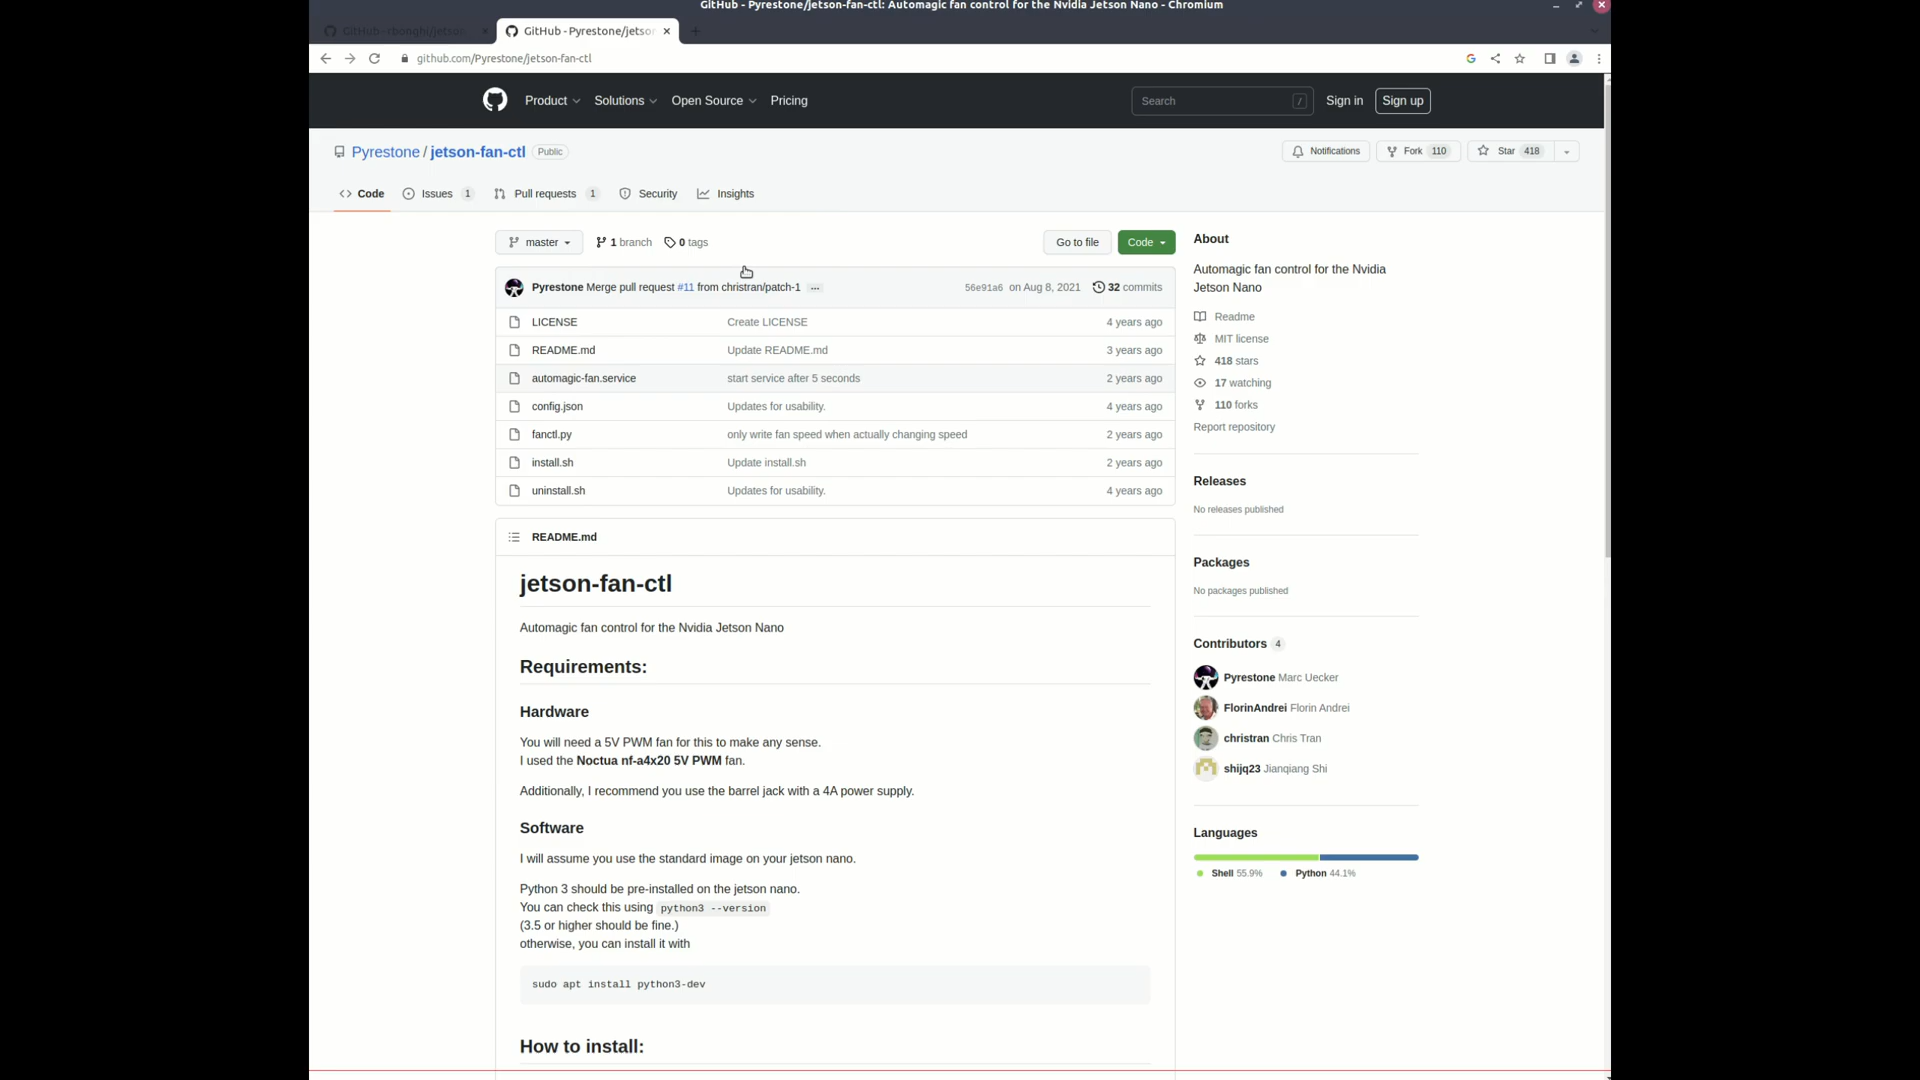 GitHub - Pyrestone/jetson-fan-ctl: Automagic fan control for the Nvidia Jetson Nano - Chromium
GitHub - rbonghi/jetson
GitHub - Pyrestone/jetson
github.com/Pyrestone/jetson-fan-ctl
Product Solutions Open Source Pricing
Search /
Sign in
Sign up
Pyrestone / jetson-fan-ctl Public
Notifications
Fork 110
Star 418
Code Issues 1 Pull requests 1 Security Insights
master 1 branch 0 tags
Go to file Code
Pyrestone Merge pull request #11 from christran/patch-1 ... 56e91a6 on Aug 8, 2021 32 commits
LICENSE Create LICENSE 4 years ago
README.md Update README.md 3 years ago
automagic-fan.service start service after 5 seconds 2 years ago
config.json Updates for usability. 4 years ago
fanctl.py only write fan speed when actually changing speed 2 years ago
install.sh Update install.sh 2 years ago
uninstall.sh Updates for usability. 4 years ago
README.md
jetson-fan-ctl
Automagic fan control for the Nvidia Jetson Nano
Requirements:
Hardware
You will need a 5V PWM fan for this to make any sense.
I used the Noctua nf-a4x20 5V PWM fan.
Additionally, I recommend you use the barrel jack with a 4A power supply.
Software
I will assume you use the standard image on your jetson nano.
Python 3 should be pre-installed on the jetson nano.
You can check this using python3 --version
(3.5 or higher should be fine.)
otherwise, you can install it with
sudo apt install python3-dev
How to install:
About
Automagic fan control for the Nvidia
Jetson Nano
Readme
MIT license
418 stars
17 watching
110 forks
Report repository
Releases
No releases published
Packages
No packages published
Contributors 4
Pyrestone Marc Uecker
FlorinAndrei Florin Andrei
christran Chris Tran
shijq23 Jianqiang Shi
Languages
Shell 55.9% Python 44.1%